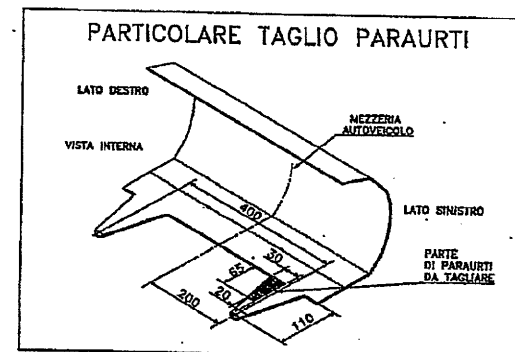 PARTICOLARE TAGLIO PARAURTI
LATO DESTRO
MEZZERIA
AUTOVEICOLO
VISTA INTERNA
400
LATO SINISTRO
30
65
PARTE
DI PARAURTI
DA TAGLIARE
20
200
110